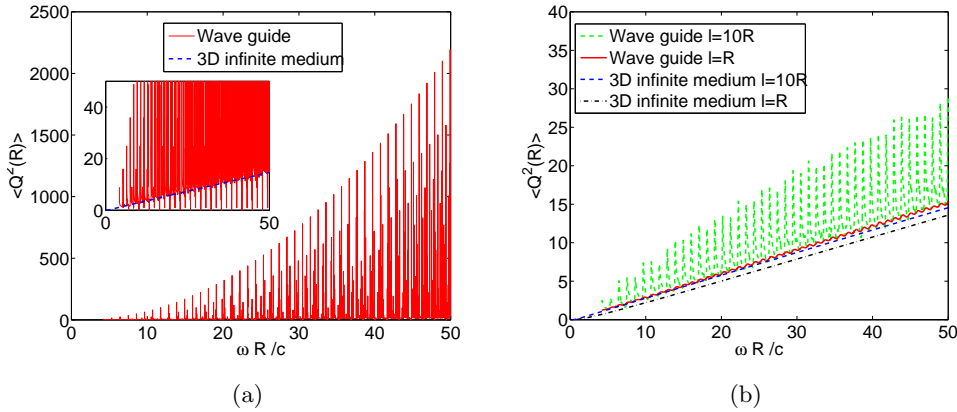 2500
2000
1500
1000
500
0
0 10 20 30 40 50
<Q²(R)>
ω R /c
Wave guide
3D infinite medium
40
20
0
0 50
(a)
40
35
30
25
20
15
10
5
0
0 10 20 30 40 50
<Q²(R)>
ω R /c
Wave guide l=10R
Wave guide l=R
3D infinite medium l=10R
3D infinite medium l=R
(b)